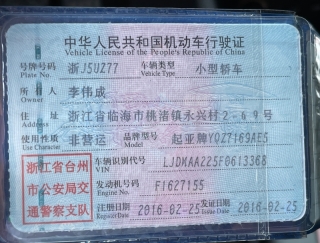 中华人民共和国机动车行驶证
Vehicle License of the People's Republic of China
号牌号码 浙J5UZ77 车辆类型 小型轿车
Plate No. Vehicle Type
所有人 李伟成
Owner
住址 浙江省临海市桃渚镇永兴村2-69号
Address
使用性质 非营运 品牌型号 起亚牌YQZ7169AE5
Use Character Model
浙江省台州
市公安局交
通警察支队
车辆识别代号 LJDKAA225F0613368
VIN
发动机号码 F1627155
Engine No.
注册日期 2016-02-25 发证日期 2016-02-25
Register Date Issue Date